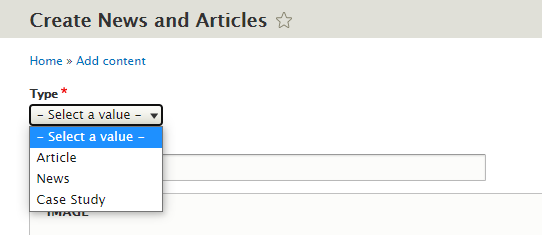 Create News and Articles
Home » Add content
Type *
- Select a value -
- Select a value -
Article
News
Case Study
IMAGE